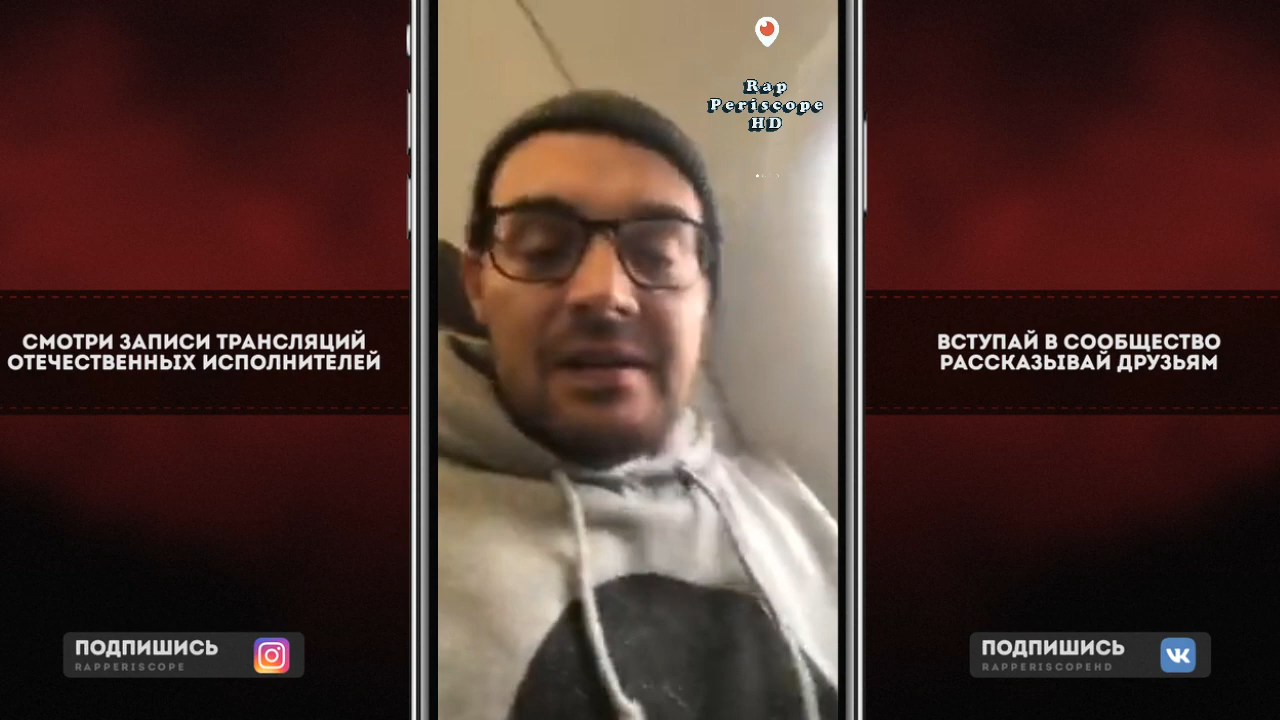 Rap
Periscope
HD
СМОТРИ ЗАПИСИ ТРАНСЛЯЦИЙ
ОТЕЧЕСТВЕННЫХ ИСПОЛНИТЕЛЕЙ
ВСТУПАЙ В СООБЩЕСТВО
РАССКАЗЫВАЙ ДРУЗЬЯМ
ПОДПИШИСЬ
RAPPERISCOPE
ПОДПИШИСЬ
RAPPERISCOPEHD